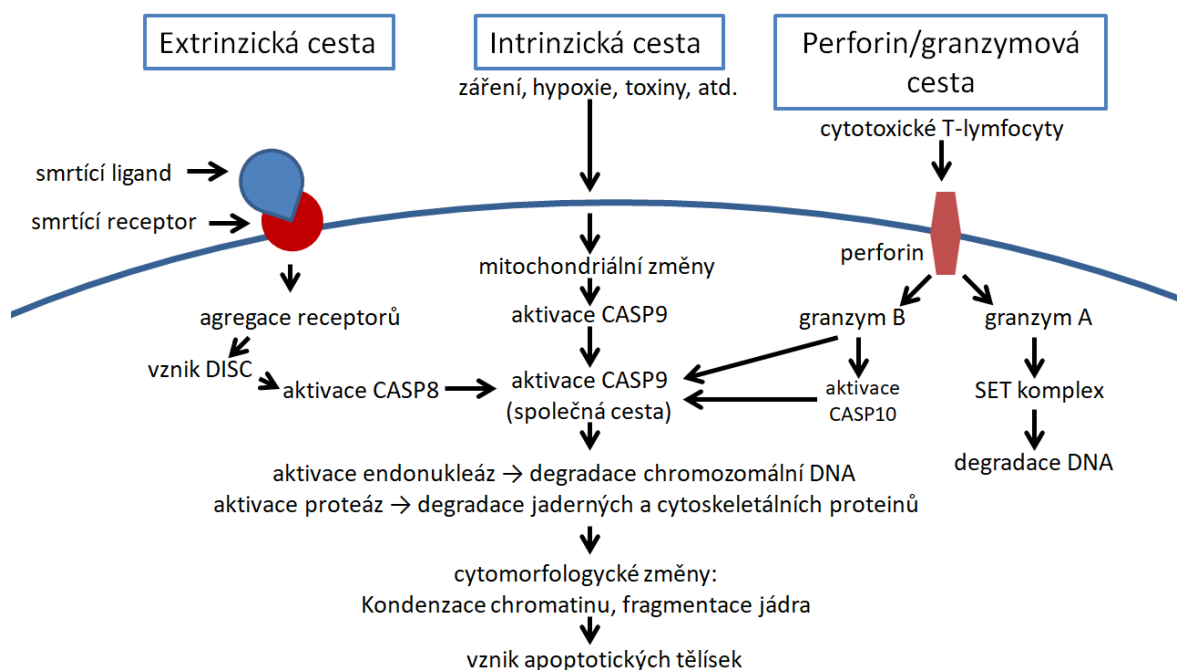 Extrinzická cesta
Intrinzická cesta
Perforin/granzymová
cesta
záření, hypoxie, toxiny, atd.
cytotoxické T-lymfocyty
smrtící ligand
smrtící receptor
perforin
mitochondriální změny
agregace receptorů
aktivace CASP9
granzym B
granzym A
vznik DISC
aktivace CASP8
aktivace CASP9
(společná cesta)
aktivace
CASP10
SET komplex
degradace DNA
aktivace endonukleáz → degradace chromozomální DNA
aktivace proteáz → degradace jaderných a cytoskeletálních proteinů
cytomorfologycké změny:
Kondenzace chromatinu, fragmentace jádra
vznik apoptotických tělísek